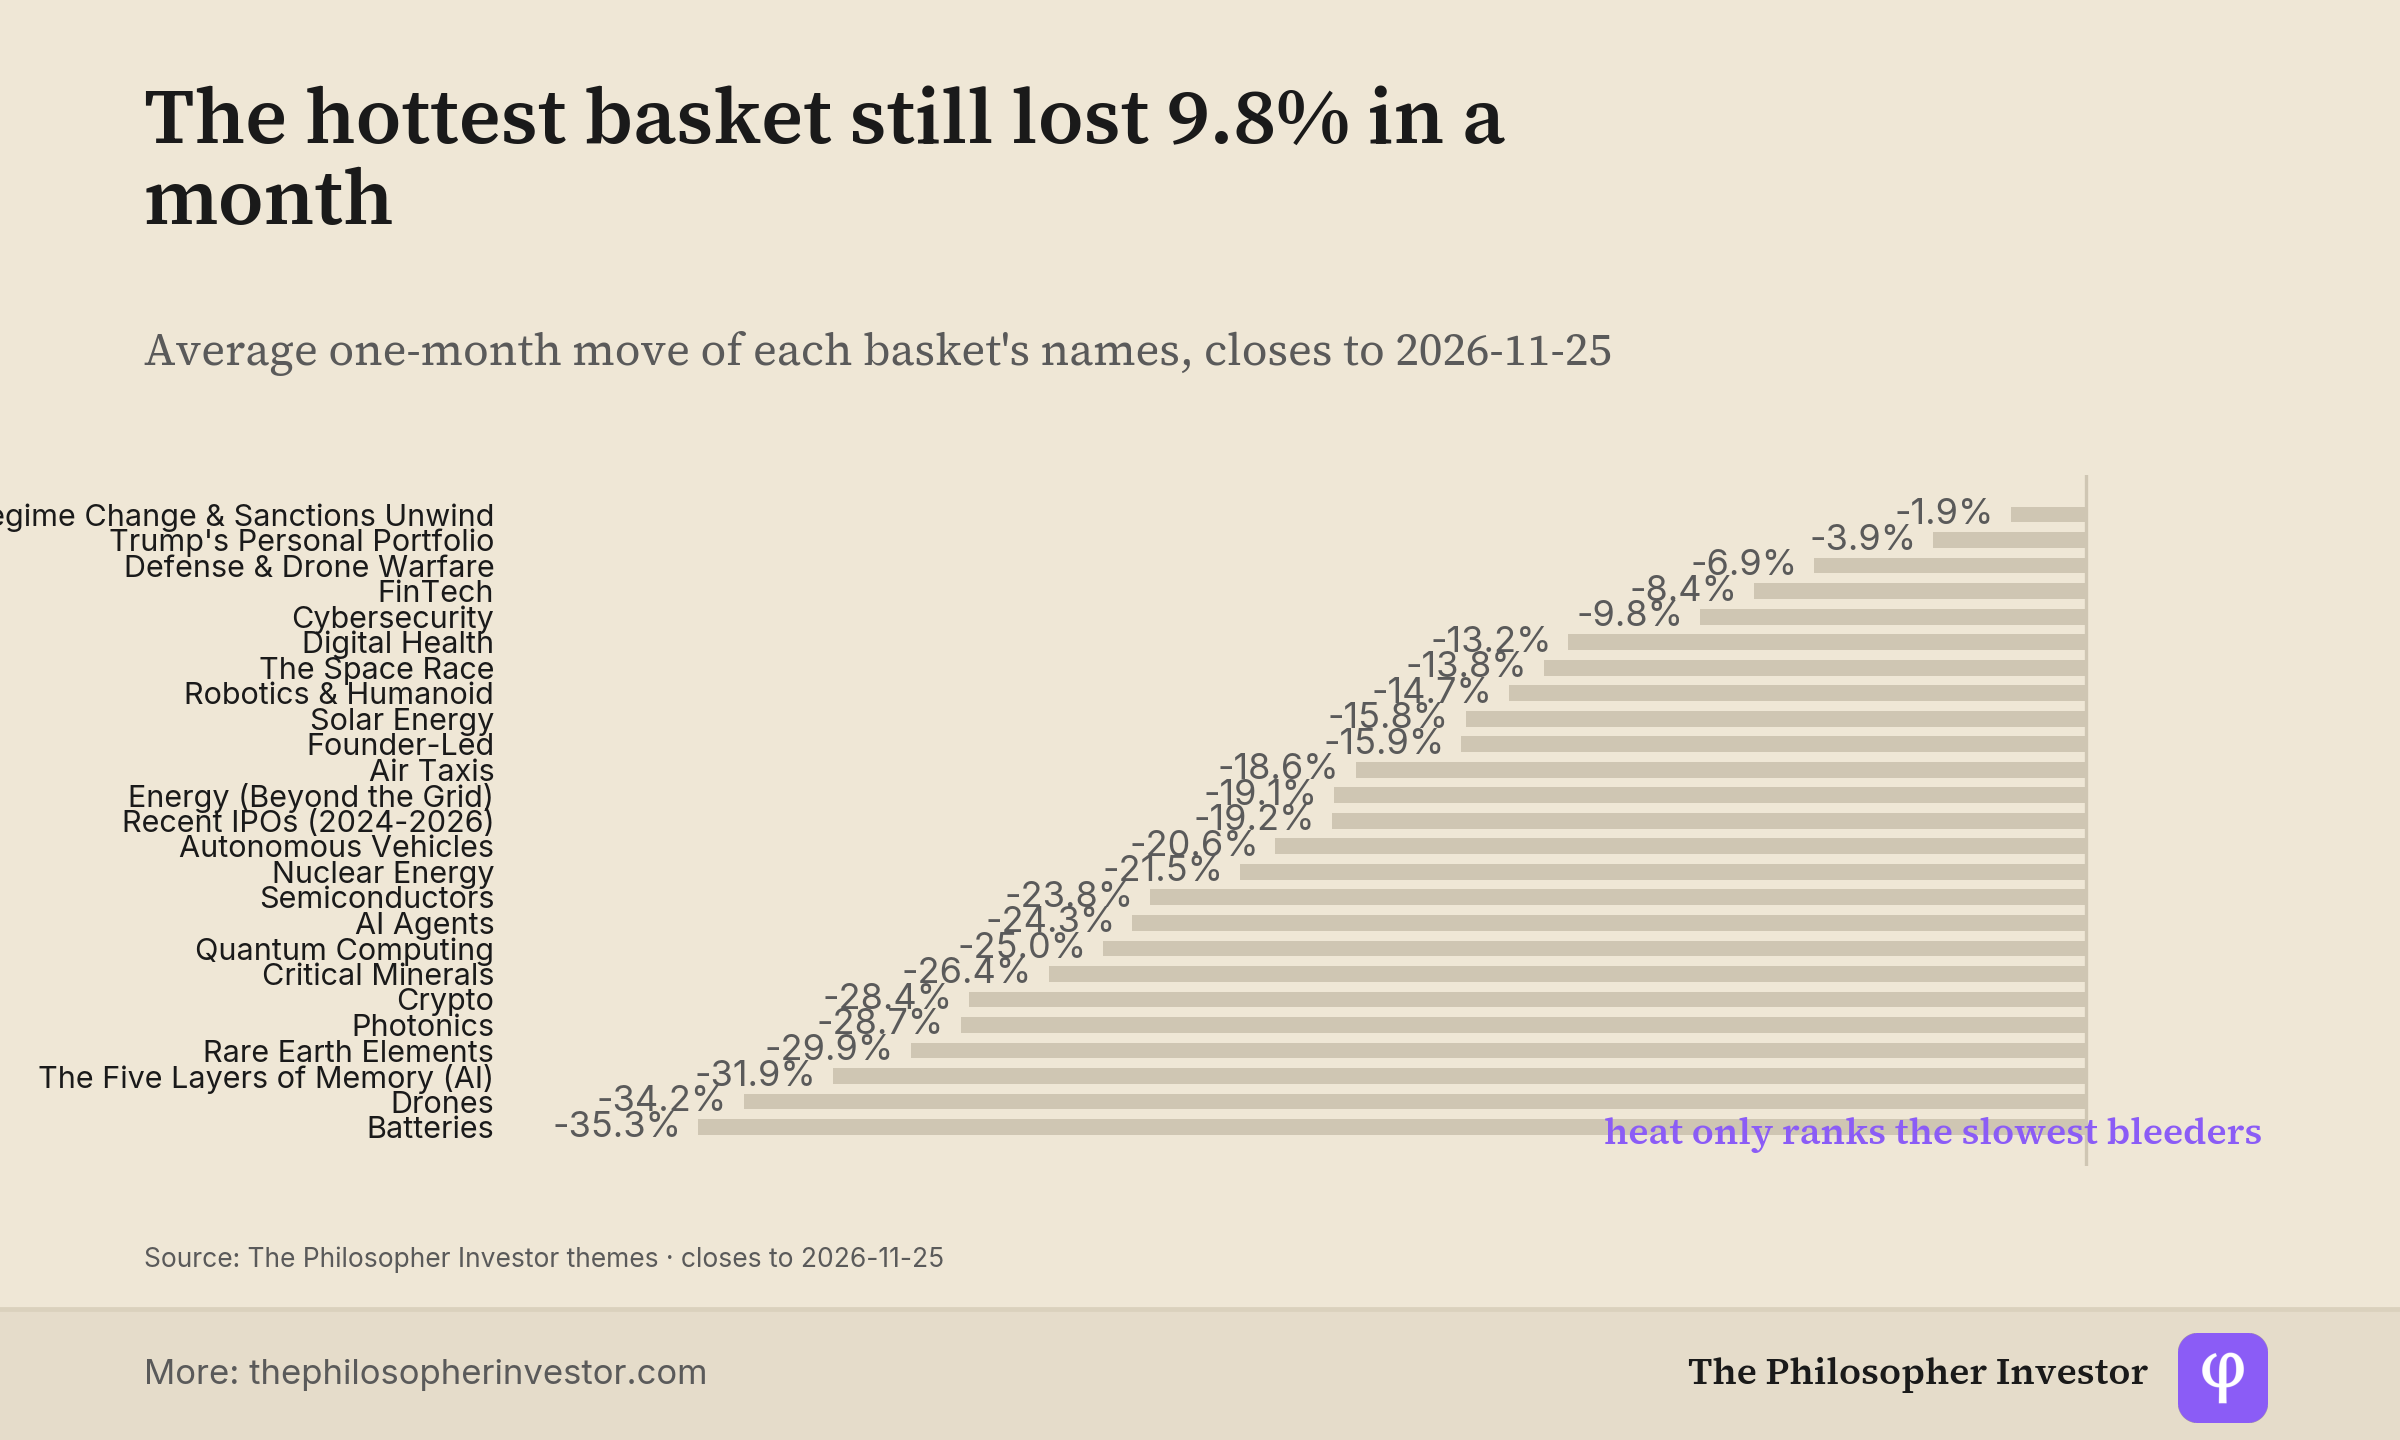 The hottest basket still lost 9.8% in a
month
Average one-month move of each basket's names, closes to 2026-11-25
egime Change & Sanctions Unwind -1.9%
Trump's Personal Portfolio -3.9%
Defense & Drone Warfare -6.9%
FinTech -8.4%
Cybersecurity -9.8%
Digital Health -13.2%
The Space Race -13.8%
Robotics & Humanoid -14.7%
Solar Energy -15.8%
Founder-Led -15.9%
Air Taxis -18.6%
Energy (Beyond the Grid) -19.1%
Recent IPOs (2024-2026) -19.2%
Autonomous Vehicles -20.6%
Nuclear Energy -21.5%
Semiconductors -23.8%
AI Agents -24.3%
Quantum Computing -25.0%
Critical Minerals -26.4%
Crypto -28.4%
Photonics -28.7%
Rare Earth Elements -29.9%
The Five Layers of Memory (AI) -31.9%
Drones -34.2%
Batteries -35.3%
heat only ranks the slowest bleeders
Source: The Philosopher Investor themes · closes to 2026-11-25
More: thephilosopherinvestor.com
The Philosopher Investor φ